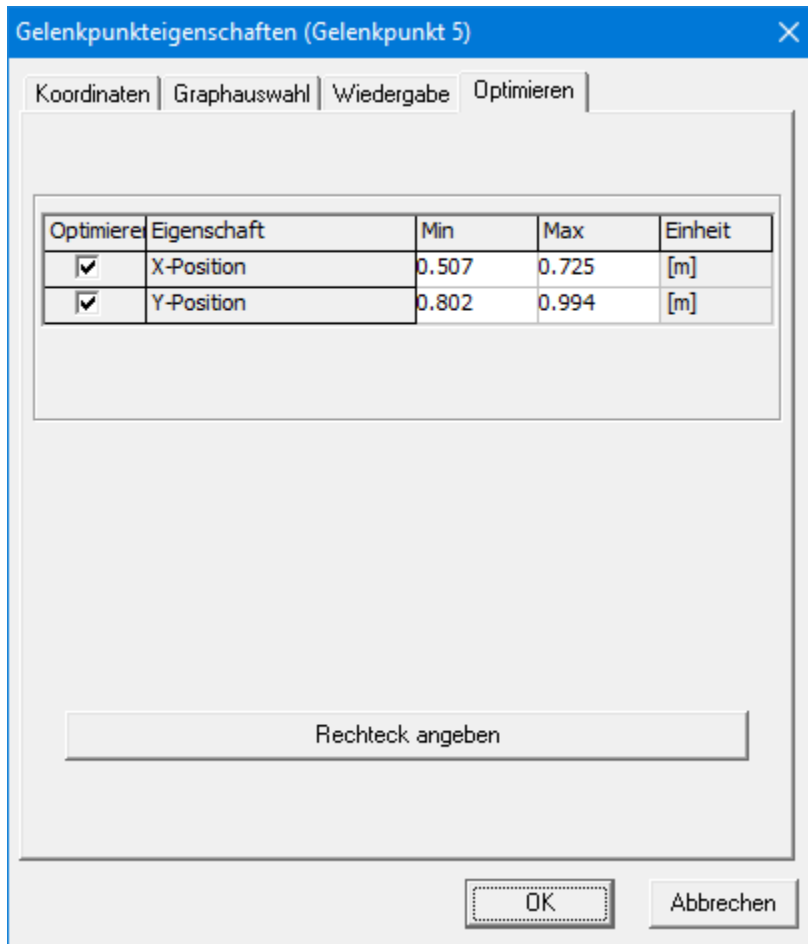 Gelenkpunkteigenschaften (Gelenkpunkt 5)
Koordinaten Graphauswahl Wiedergabe Optimieren
Optimierer Eigenschaft Min Max Einheit
X-Position 0.507 0.725 [m]
Y-Position 0.802 0.994 [m]
Rechteck angeben
OK Abbrechen